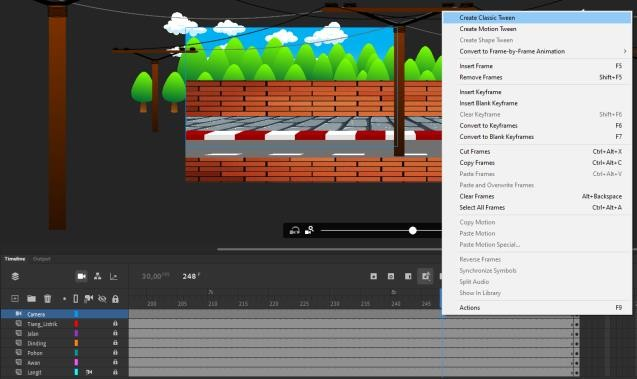 Create Classic Tween
Create Motion Tween
Create Shape Tween
Convert to Frame-by-Frame Animation
Insert Frame F5
Remove Frames Shift+F5
Insert Keyframe
Insert Blank Keyframe
Clear Keyframe Shift+F6
Convert to Keyframes F6
Convert to Blank Keyframes F7
Cut Frames Ctrl+Alt+X
Copy Frames Ctrl+Alt+C
Paste Frames Ctrl+Alt+V
Paste and Overwrite Frames
Clear Frames Alt+Backspace
Select All Frames Ctrl+Alt+A
Copy Motion
Paste Motion
Paste Motion Special...
Reverse Frames
Synchronize Symbols
Split Audio
Show In Library
Actions F9
Timeline Output
30,00 FPS 248 F
7s 8s
200 205 210 215 220 225 230 235 240 245
Camera
Tiang_Listrik
Jalan
Dinding
Pohon
Awan
Langit